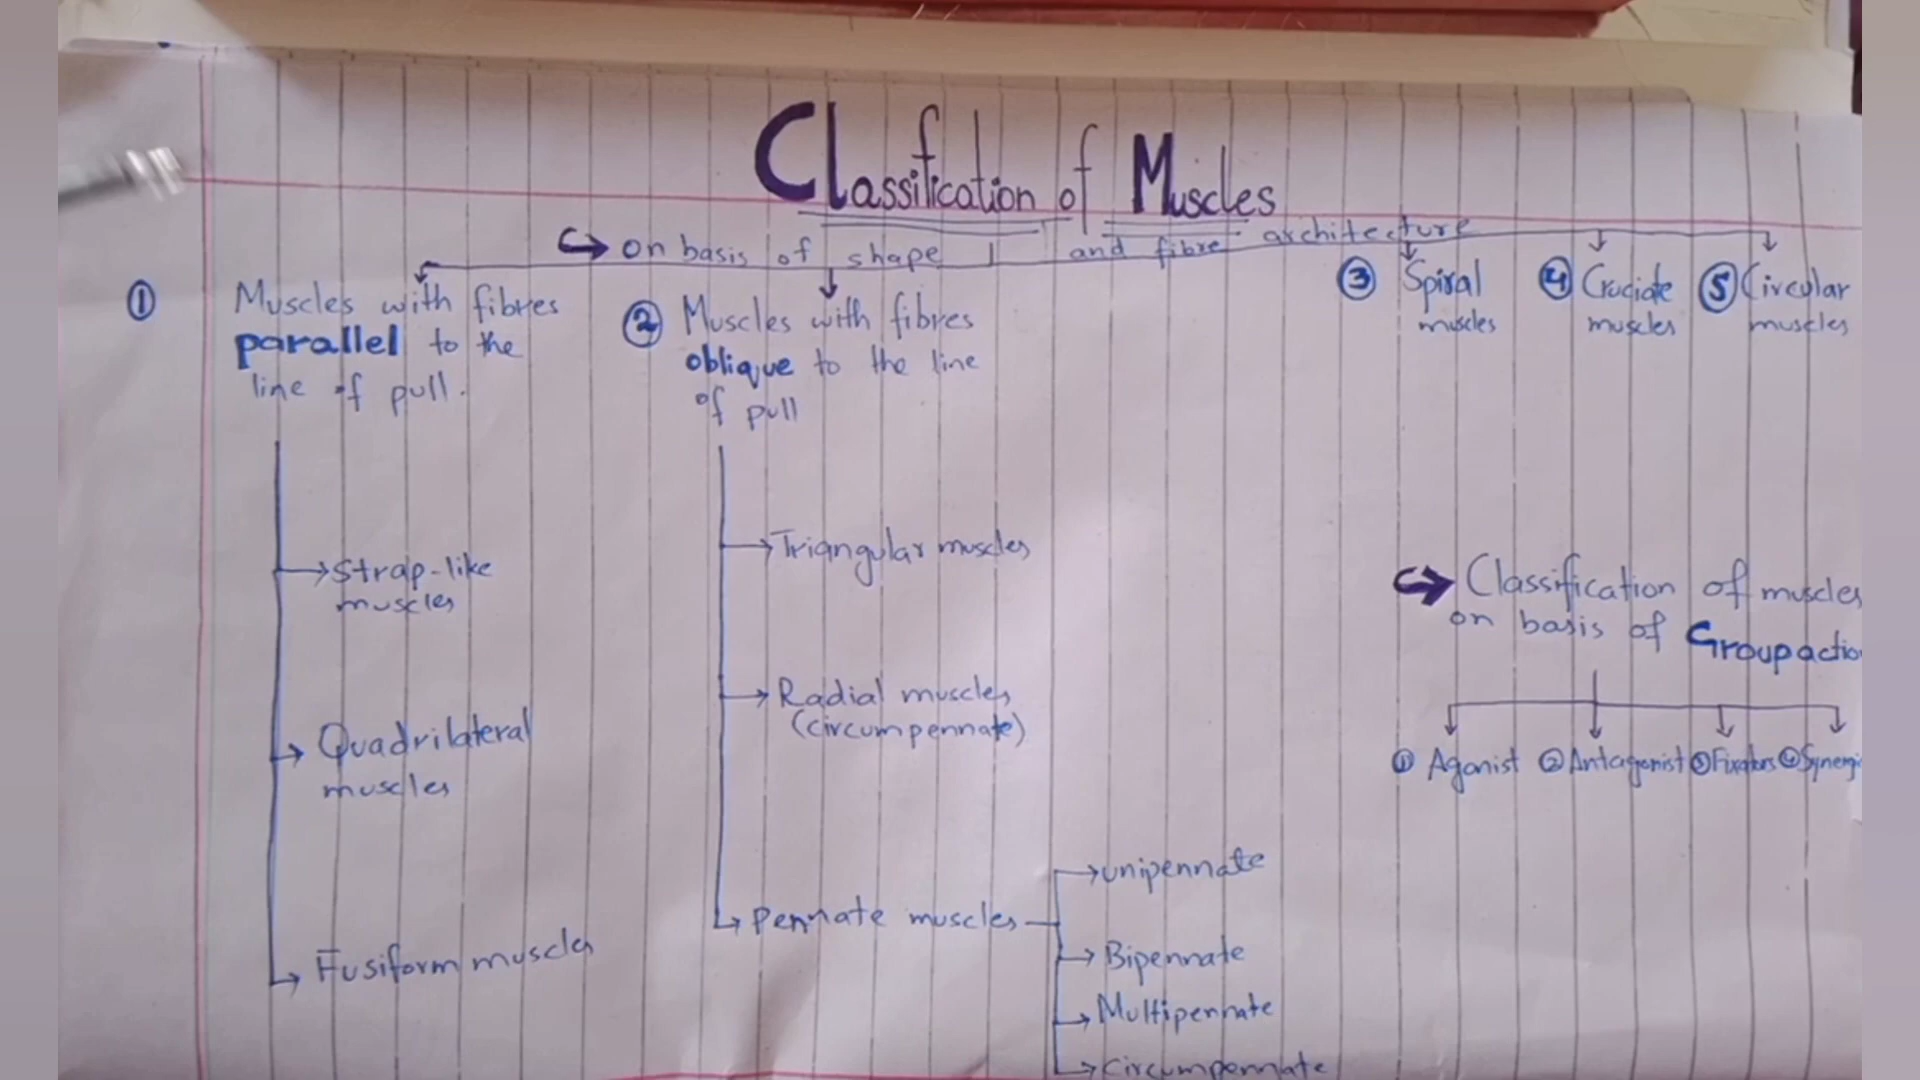 Classification of Muscles
on basis of shape and fibre architecture
① Muscles with fibres
parallel to the
line of pull.
Strap-like
muscles
Quadrilateral
muscles
Fusiform muscles
② Muscles with fibres
oblique to the line
of pull
Triangular muscles
Radial muscles
(circumpennate)
Pennate muscles
unipennate
Bipennate
Multipennate
circumpennate
③ Spiral
muscles
④ Cruciate
muscles
⑤ Circular
muscles
Classification of muscles
on basis of Group actio
① Agonist ② Antagonist ③ Fixators ④ Synergi